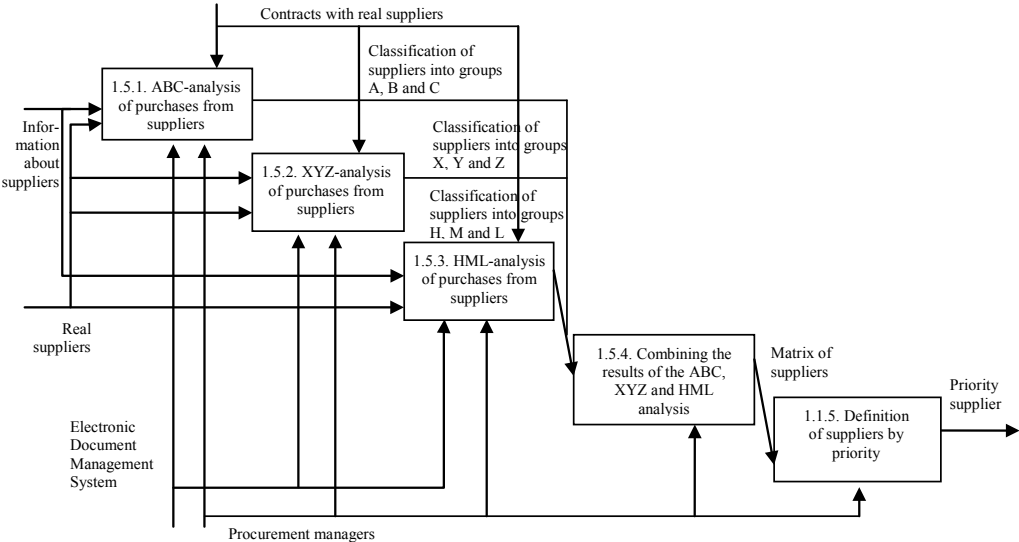 Contracts with real suppliers
Classification of
suppliers into groups
A, B and C
1.5.1. ABC-analysis
of purchases from
suppliers
Infor-
mation
about
suppliers
Classification of
suppliers into groups
X, Y and Z
1.5.2. XYZ-analysis
of purchases from
suppliers
Classification of
suppliers into groups
H, M and L
1.5.3. HML-analysis
of purchases from
suppliers
Real
suppliers
1.5.4. Combining the
results of the ABC,
XYZ and HML
analysis
Matrix of
suppliers
Priority
supplier
1.1.5. Definition
of suppliers by
priority
Electronic
Document
Management
System
Procurement managers